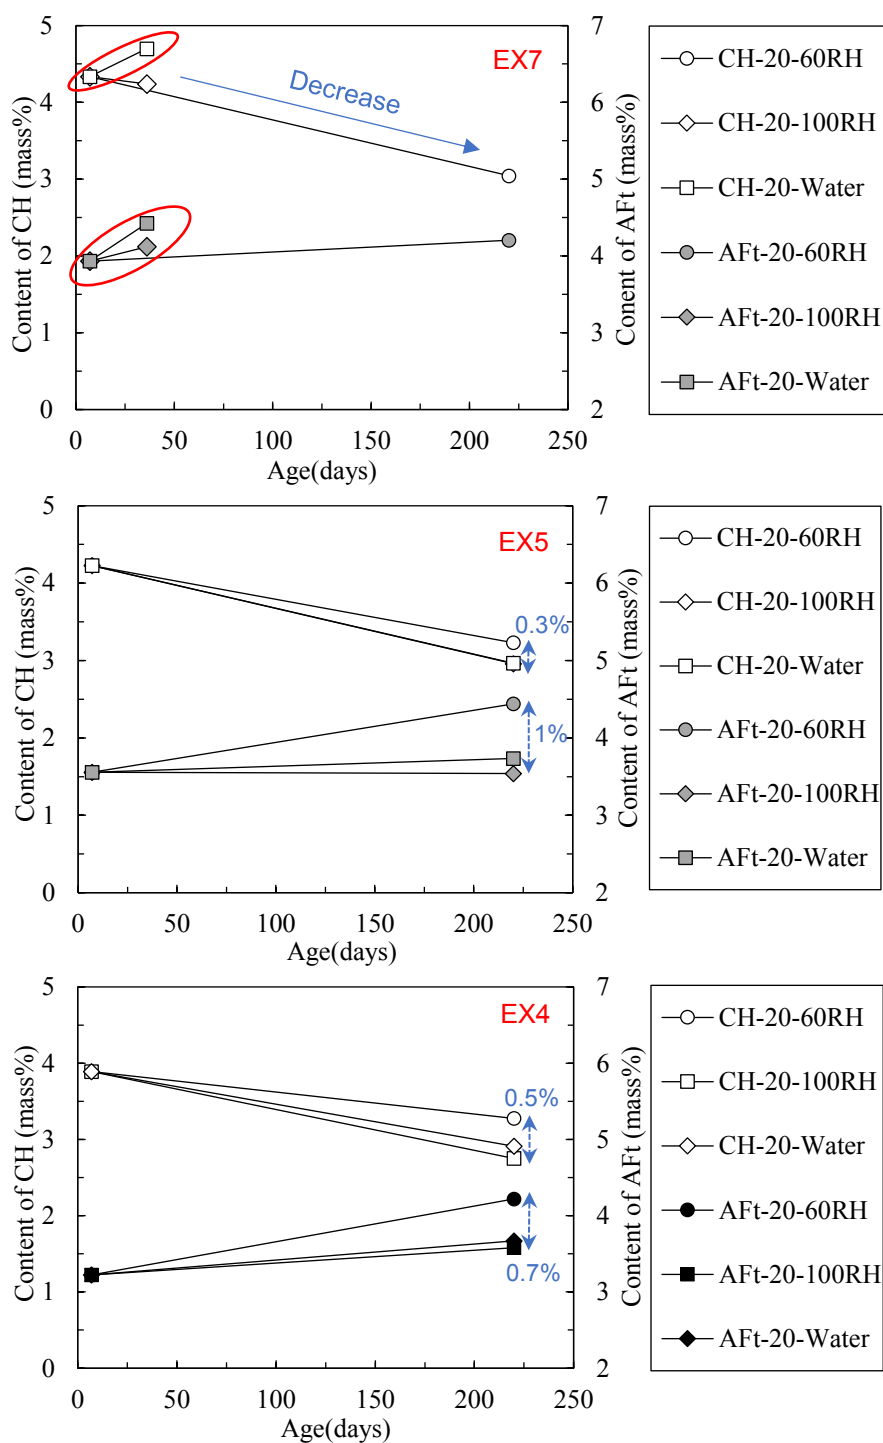 5
4
3
2
1
0
Content of CH (mass%)
EX7
Decrease
7
6
5
4
3
2
Conent of AFt (mass%)
0 50 100 150 200 250
Age(days)
CH-20-60RH
CH-20-100RH
CH-20-Water
AFt-20-60RH
AFt-20-100RH
AFt-20-Water
5
4
3
2
1
0
Content of CH (mass%)
EX5
0.3%
1%
7
6
5
4
3
2
Content of AFt (mass%)
0 50 100 150 200 250
Age(days)
CH-20-60RH
CH-20-100RH
CH-20-Water
AFt-20-60RH
AFt-20-100RH
AFt-20-Water
5
4
3
2
1
0
Content of CH (mass%)
EX4
0.5%
0.7%
7
6
5
4
3
2
Content of AFt (mass%)
0 50 100 150 200 250
Age(days)
CH-20-60RH
CH-20-100RH
CH-20-Water
AFt-20-60RH
AFt-20-100RH
AFt-20-Water